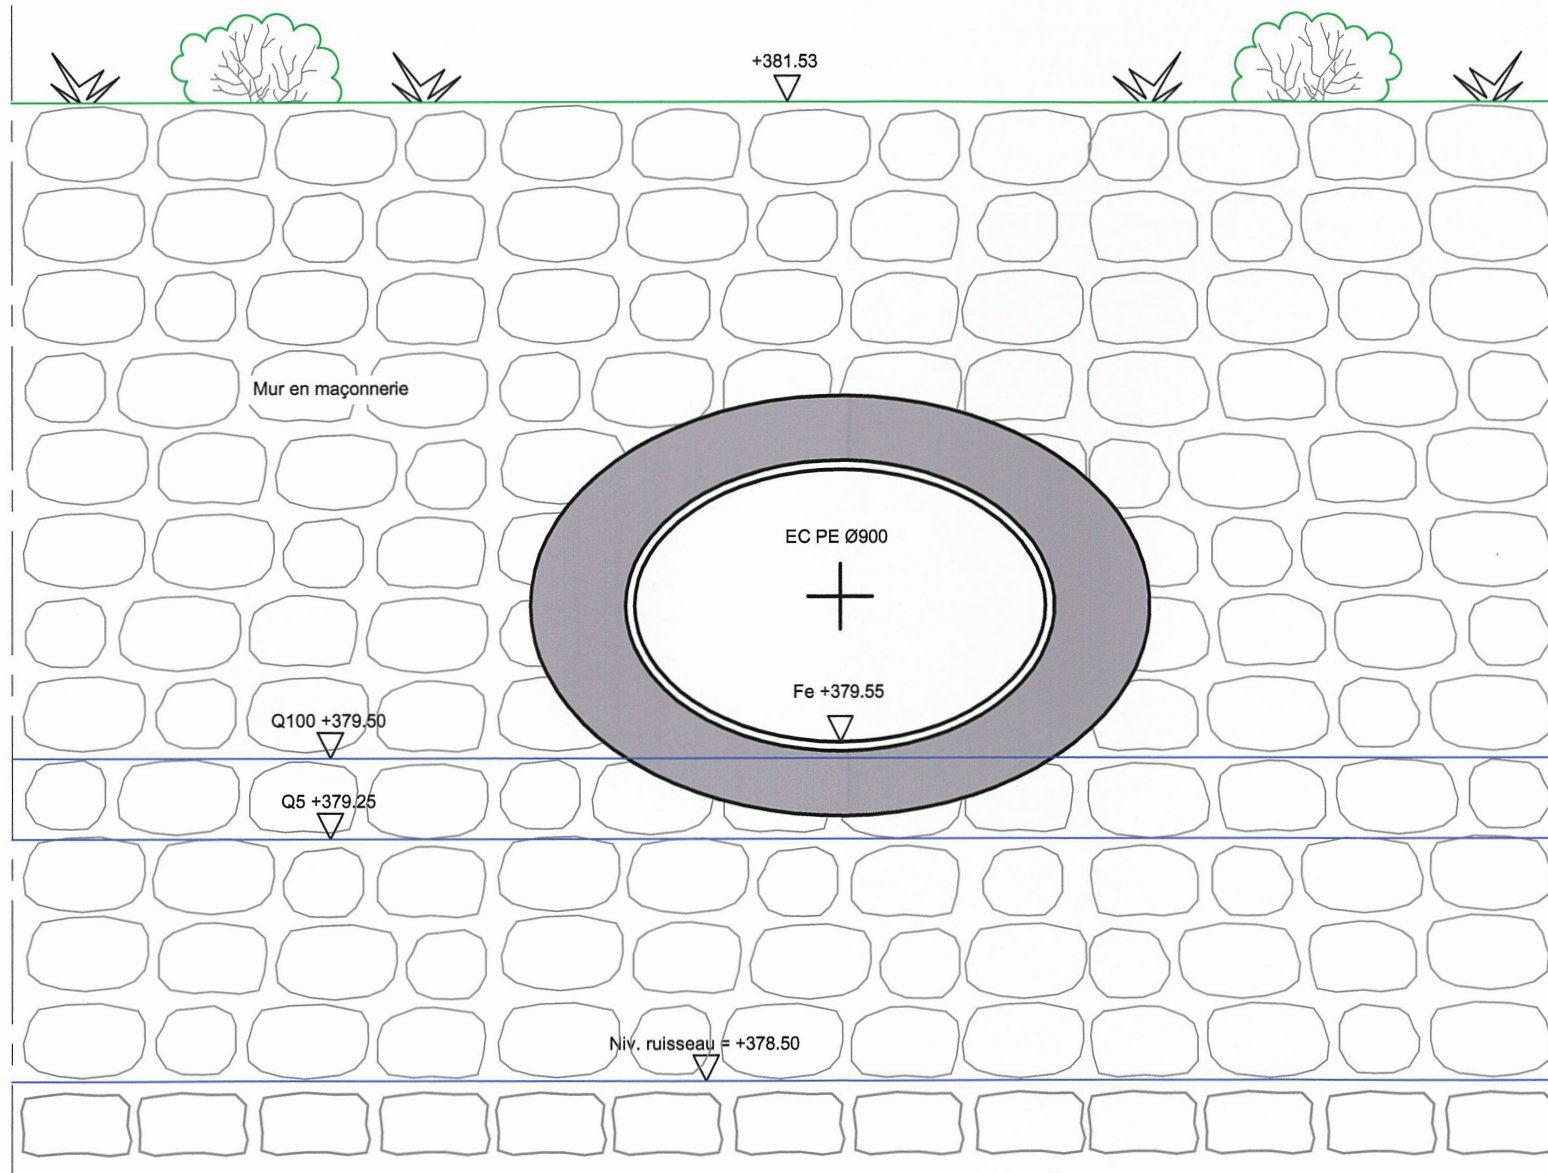 +381.53
Mur en maçonnerie
EC PE Ø900
Fe +379.55
Q100 +379.50
Q5 +379.25
Niv. ruisseau = +378.50